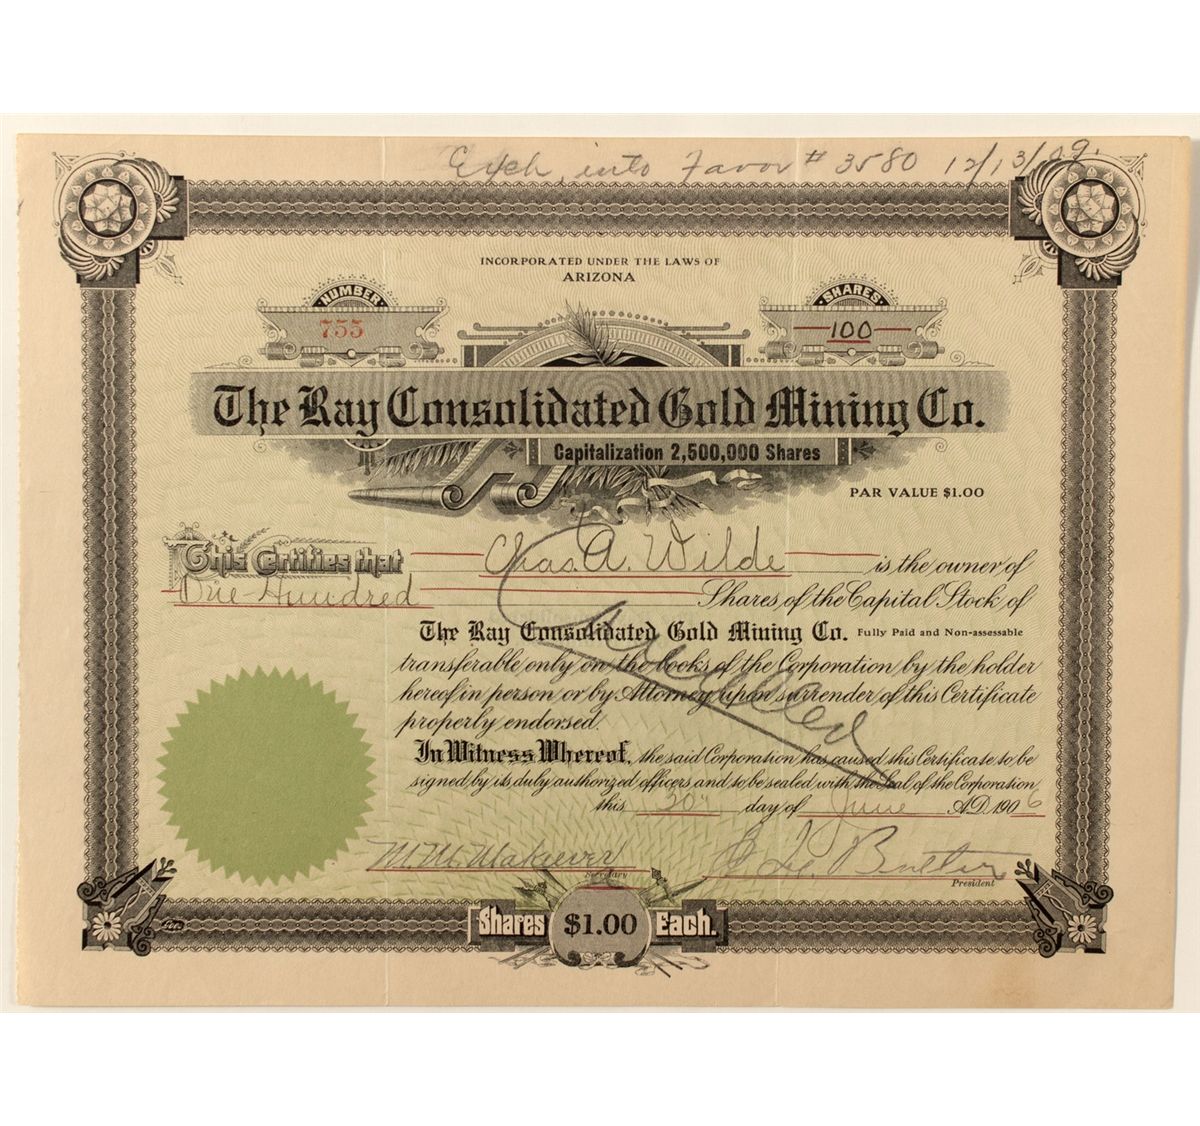 Exch. into Favor # 3580 12/13/09.
INCORPORATED UNDER THE LAWS OF
ARIZONA
NUMBER
755
SHARES
100
The Ray Consolidated Gold Mining Co.
Capitalization 2,500,000 Shares
PAR VALUE $1.00
This Certifies that Chas. A. Wilde is the owner of
One Hundred Shares of the Capital Stock of
The Ray Consolidated Gold Mining Co. Fully Paid and Non-assessable
transferable only on the books of the Corporation by the holder
hereof in person or by Attorney upon surrender of this Certificate
properly endorsed.
Cancelled
In Witness Whereof, the said Corporation has caused this Certificate to be
signed by its duly authorized officers and to be sealed with the Seal of the Corporation
this 30th day of June A.D. 1906
Secretary
President
Shares $1.00 Each.